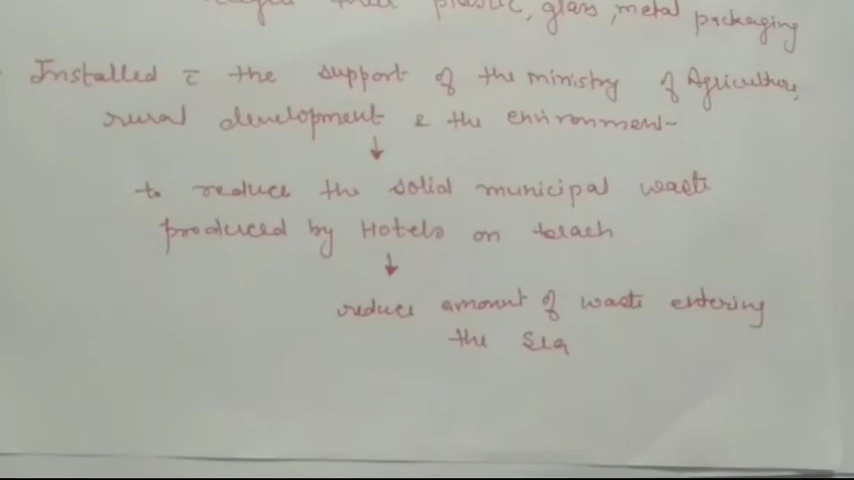 plastic, glass, metal packaging
Installed c̄ the support of the ministry of Agriculture,
rural development & the environment
↓
to reduce the solid municipal waste
produced by Hotels on beach
↓
reduce amount of waste entering
the sea